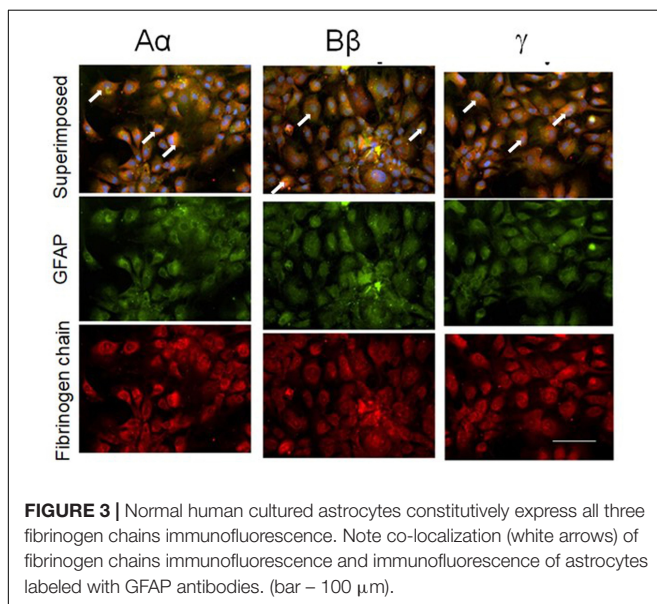 Aα
Bβ
γ
Superimposed
GFAP
Fibrinogen chain
FIGURE 3 | Normal human cultured astrocytes constitutively express all three
fibrinogen chains immunofluorescence. Note co-localization (white arrows) of
fibrinogen chains immunofluorescence and immunofluorescence of astrocytes
labeled with GFAP antibodies. (bar – 100 μm).